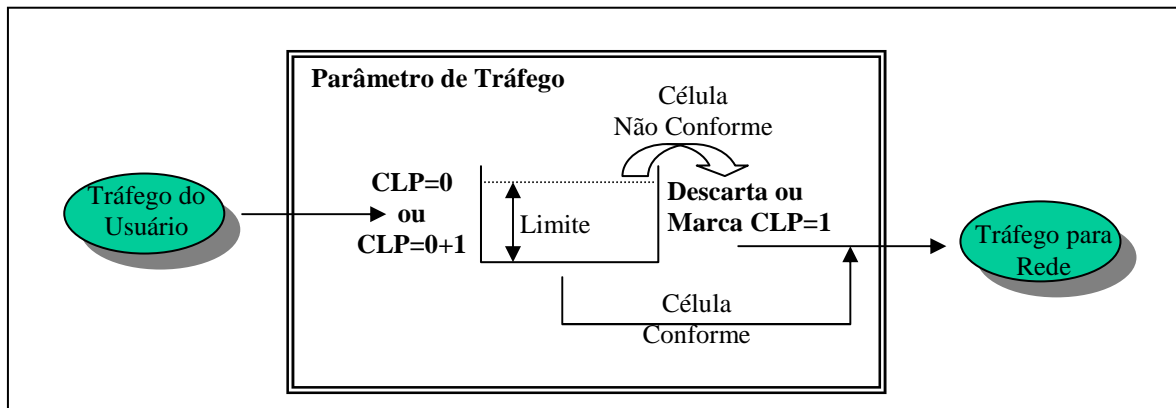 Parâmetro de Tráfego
Célula
Não Conforme
Tráfego do
Usuário
CLP=0
ou
CLP=0+1
Limite
Descarta ou
Marca CLP=1
Tráfego para
Rede
Célula
Conforme